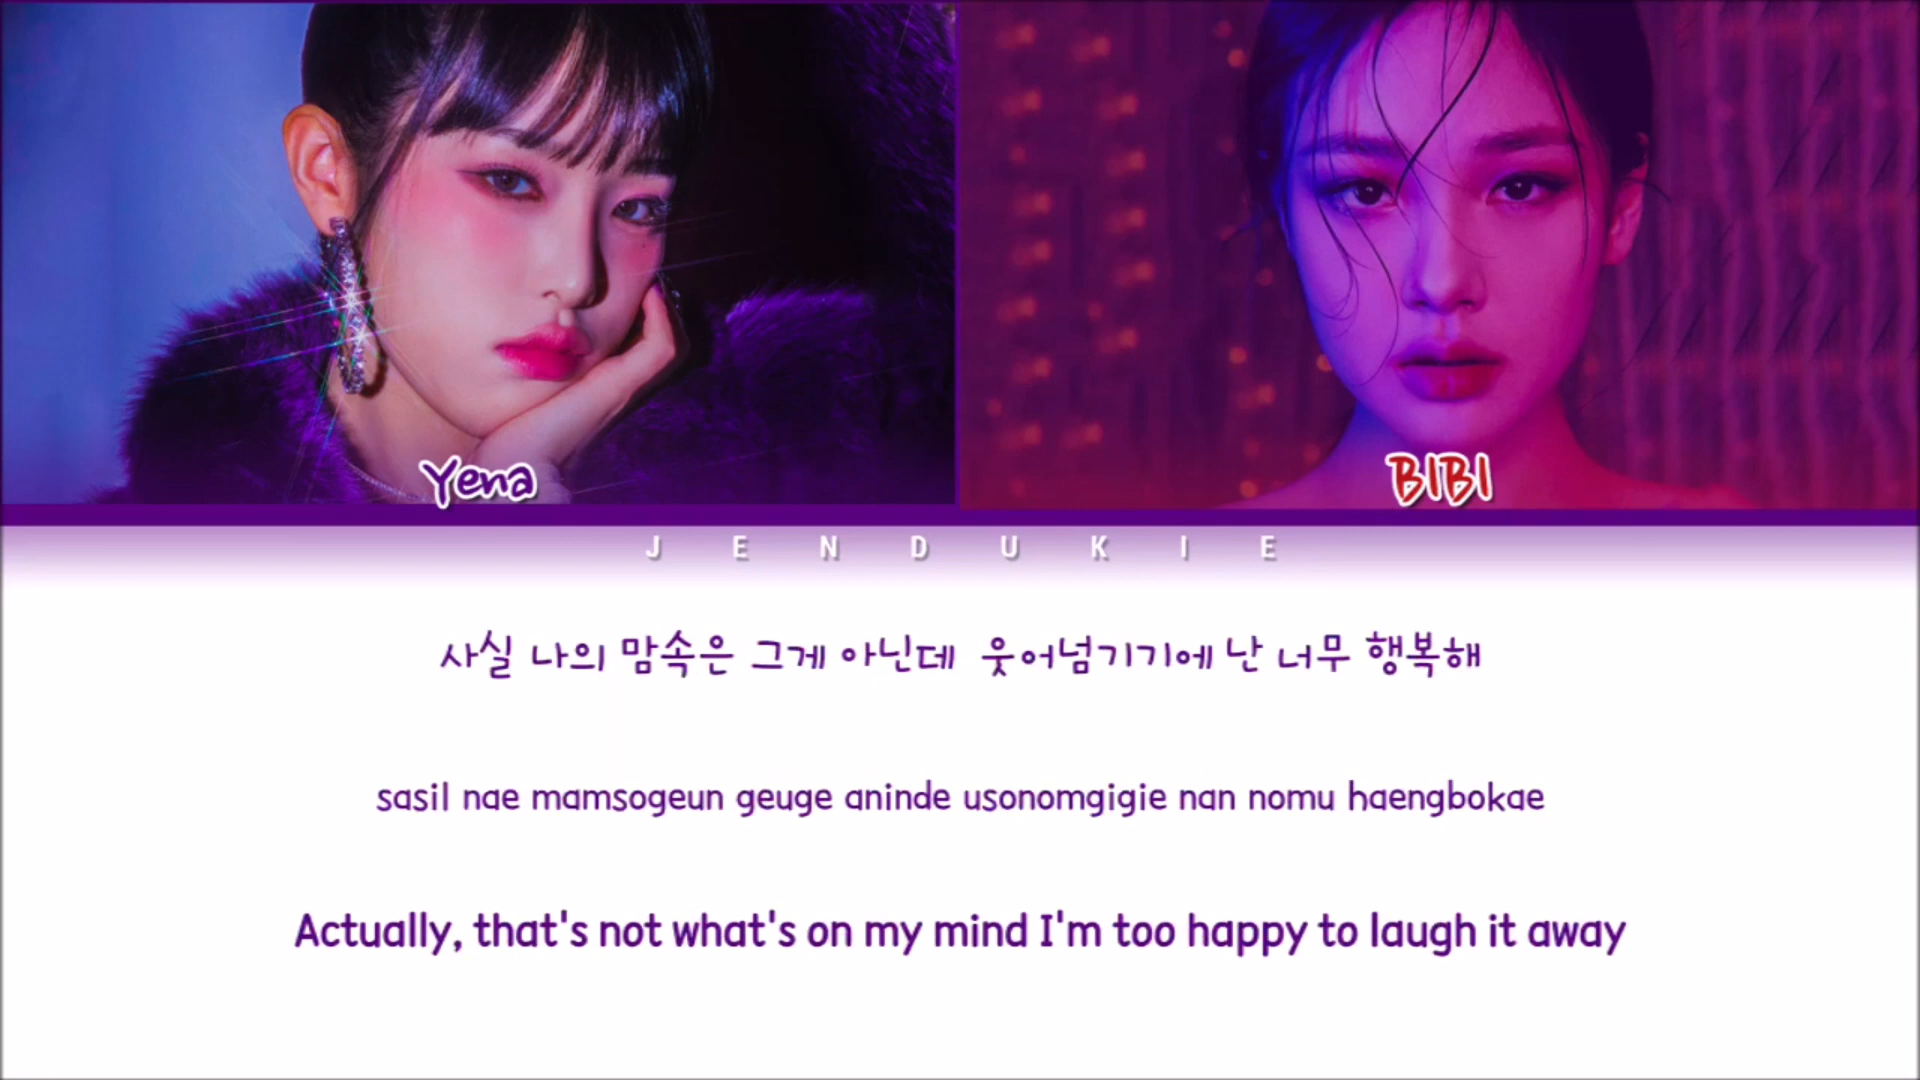 Yena
BIBI
JENDUKIE
사실 나의 맘속은 그게 아닌데 웃어넘기기에 난 너무 행복해
sasil nae mamsogeun geuge aninde usonomgigie nan nomu haengbokae
Actually, that's not what's on my mind I'm too happy to laugh it away